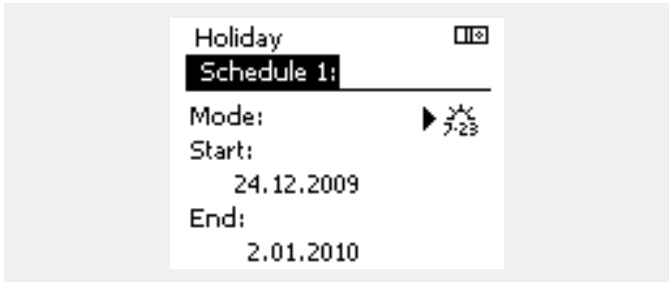 Holiday
Schedule 1:
Mode:
7-23
Start:
24.12.2009
End:
2.01.2010